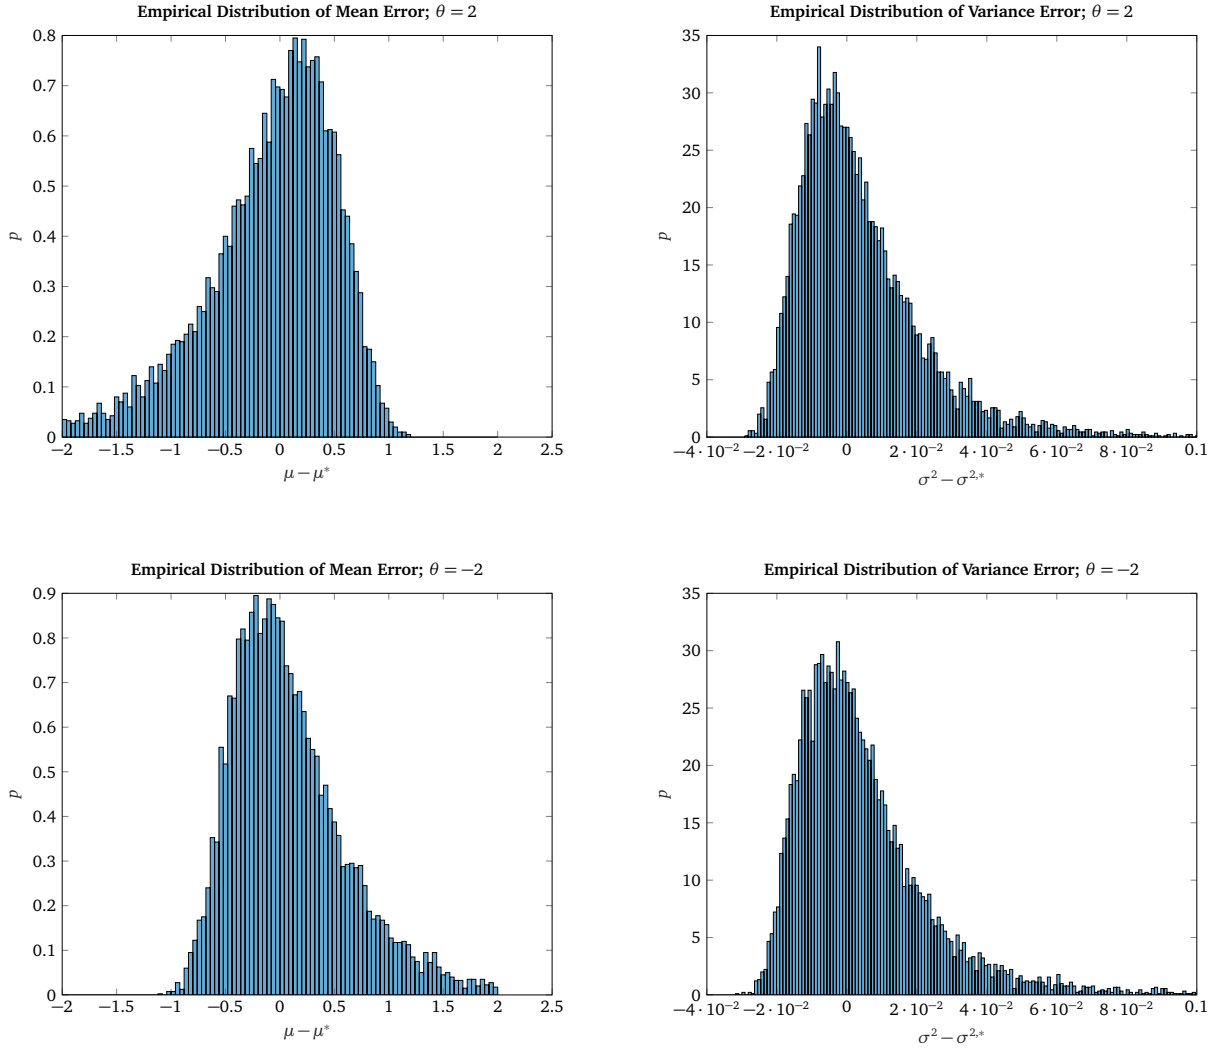 Empirical Distribution of Mean Error; θ = 2
0.8
0.7
0.6
0.5
0.4
0.3
0.2
0.1
0
p
−2 −1.5 −1 −0.5 0 0.5 1 1.5 2 2.5
μ − μ*
Empirical Distribution of Variance Error; θ = 2
35
30
25
20
15
10
5
0
p
−4 · 10⁻² −2 · 10⁻² 0 2 · 10⁻² 4 · 10⁻² 6 · 10⁻² 8 · 10⁻² 0.1
σ² − σ²,*
Empirical Distribution of Mean Error; θ = −2
0.9
0.8
0.7
0.6
0.5
0.4
0.3
0.2
0.1
0
p
−2 −1.5 −1 −0.5 0 0.5 1 1.5 2 2.5
μ − μ*
Empirical Distribution of Variance Error; θ = −2
35
30
25
20
15
10
5
0
p
−4 · 10⁻² −2 · 10⁻² 0 2 · 10⁻² 4 · 10⁻² 6 · 10⁻² 8 · 10⁻² 0.1
σ² − σ²,*